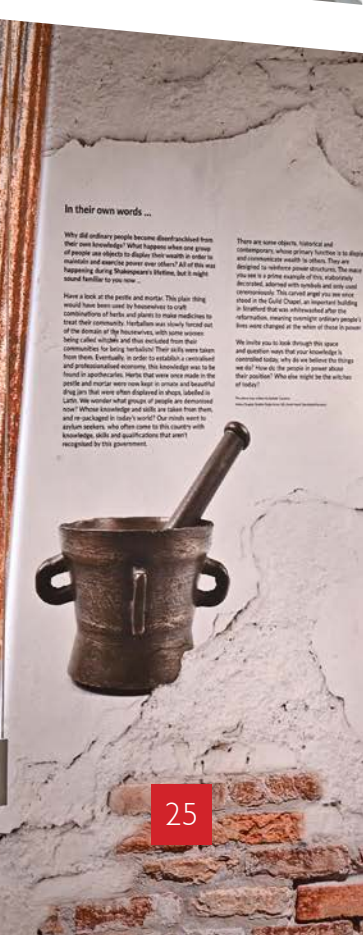 In their own words ...
Why did ordinary people become disenfranchised from
their own knowledge? What happens when one group
of people use objects to display their wealth in order to
maintain and exercise power over others? All of this was
happening during Shakespeare's lifetime, but it might
sound familiar to you now ...
Have a look at the pestle and mortar. This plain thing
would have been used by housewives to craft
combinations of herbs and plants to make medicines to
treat their community. Herbalism was slowly forced out
of the domain of the housewives, with some women
being called witches and thus excluded from their
communities for being herbalists! Their skills were taken
from them. Eventually, in order to establish a centralised
and professionalised economy, this knowledge was to be
found in apothecaries. Herbs that were once made in the
pestle and mortar were now kept in ornate and beautiful
drug jars that were often displayed in shops, labelled in
Latin. We wonder what groups of people are demonised
now? Whose knowledge and skills are taken from them,
and re-packaged in today's world? Our minds went to
asylum seekers, who often come to this country with
knowledge, skills and qualifications that aren't
recognised by this government.
There are some objects, historical and
contemporary, whose primary function is to
and communicate wealth to others. They are
designed to reinforce power structures. The mace
you see is a prime example of this, elaborately
decorated, adorned with symbols and only used
ceremoniously. This carved angel you see once
stood in the Guild Chapel, an important building
in Stratford that was whitewashed after the
reformation, meaning overnight ordinary people's
lives were changed at the whim of those in power.
We invite you to look through this space
and question ways that your knowledge is
controlled today, why do we believe the things
we do? How do the people in power abuse
their position? Who else might be the witches
of today?
25